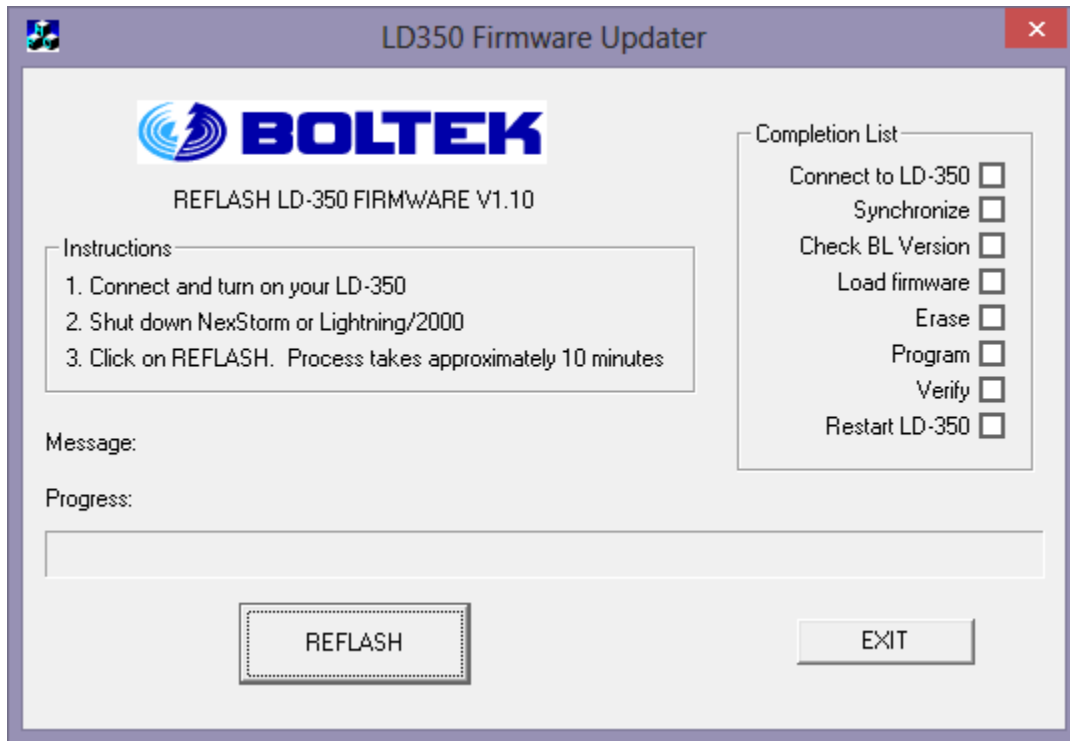 LD350 Firmware Updater
BOLTEK
REFLASH LD-350 FIRMWARE V1.10
Instructions
1. Connect and turn on your LD-350
2. Shut down NexStorm or Lightning/2000
3. Click on REFLASH.  Process takes approximately 10 minutes
Completion List
Connect to LD-350
Synchronize
Check BL Version
Load firmware
Erase
Program
Verify
Restart LD-350
Message:
Progress:
REFLASH
EXIT